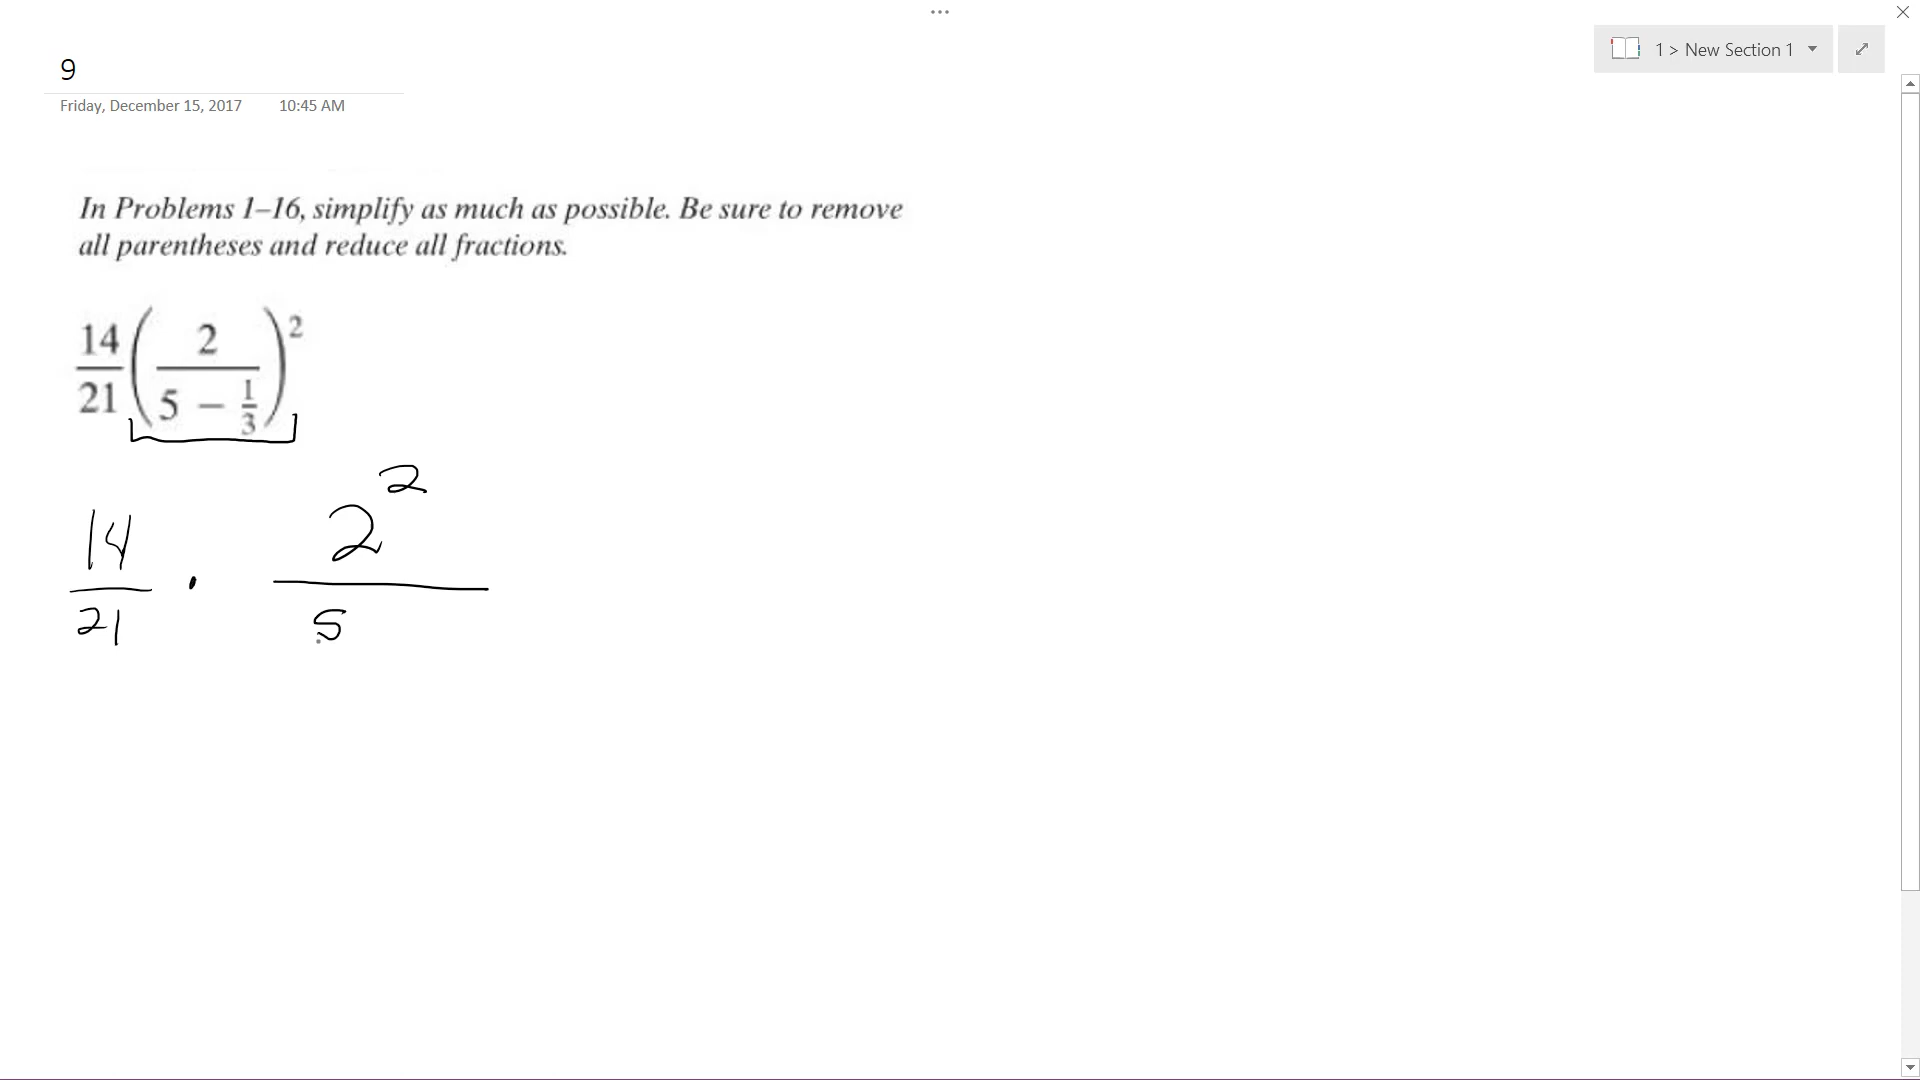 ...
1 > New Section 1
9
Friday, December 15, 2017 10:45 AM
In Problems 1–16, simplify as much as possible. Be sure to remove
all parentheses and reduce all fractions.
14/21 (2/(5 − 1/3))²
14/21 · 2²/5